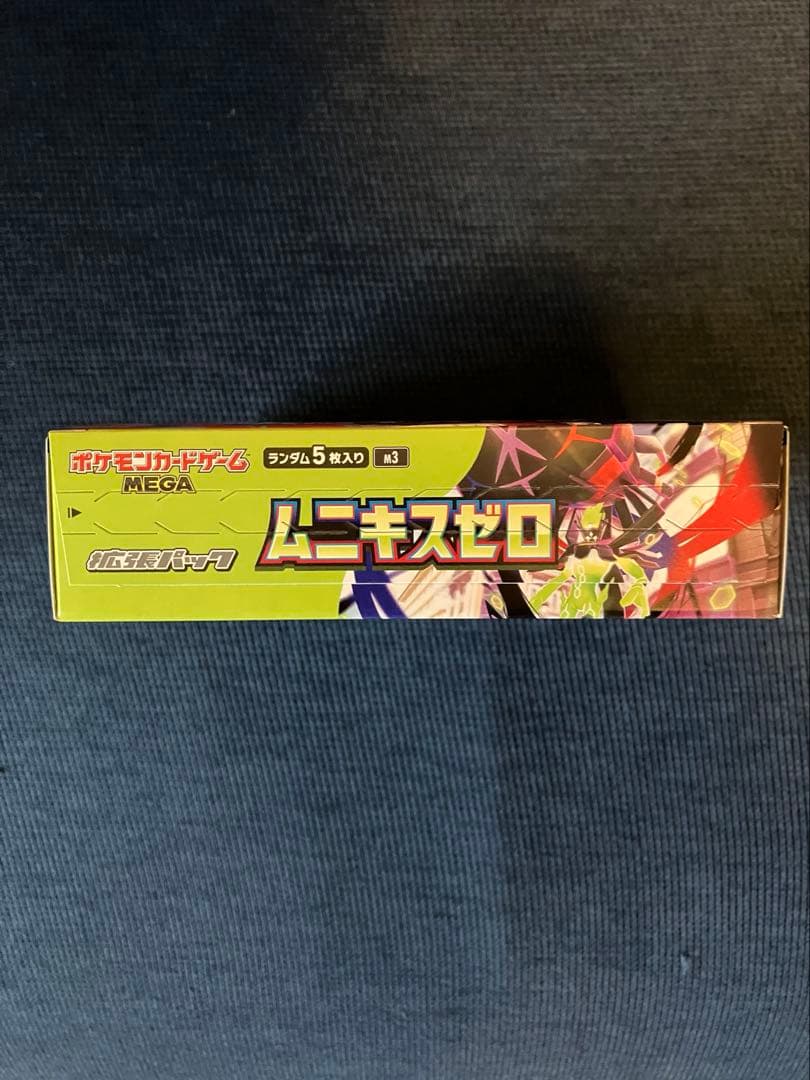 ポケモンカードゲーム
MEGA
ランダム5枚入り
M3
ムニキスゼロ
拡張パック